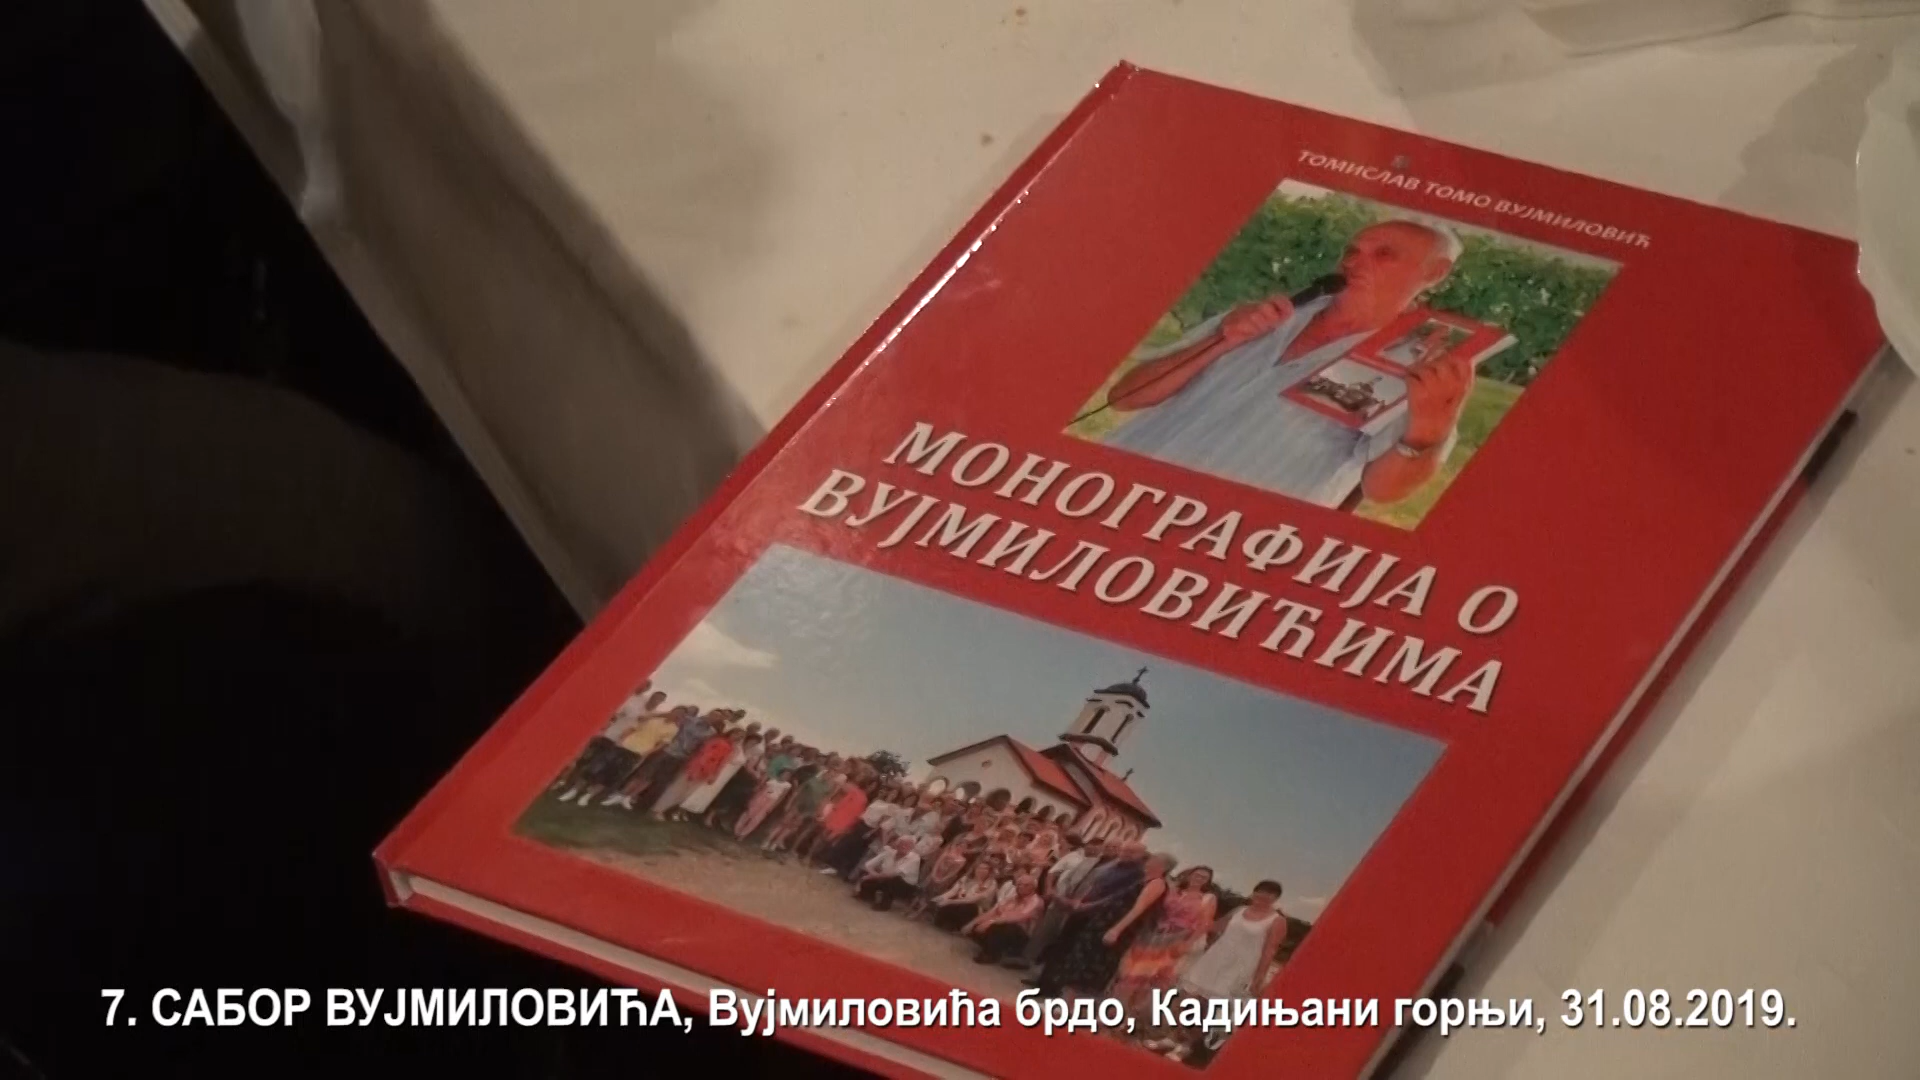 ТОМИСЛАВ ТОМО ВУЈМИЛОВИЋ
МОНОГРАФИЈА О
ВУЈМИЛОВИЋИМА
7. САБОР ВУЈМИЛОВИЋА, Вујмиловића брдо, Кадињани горњи, 31.08.2019.